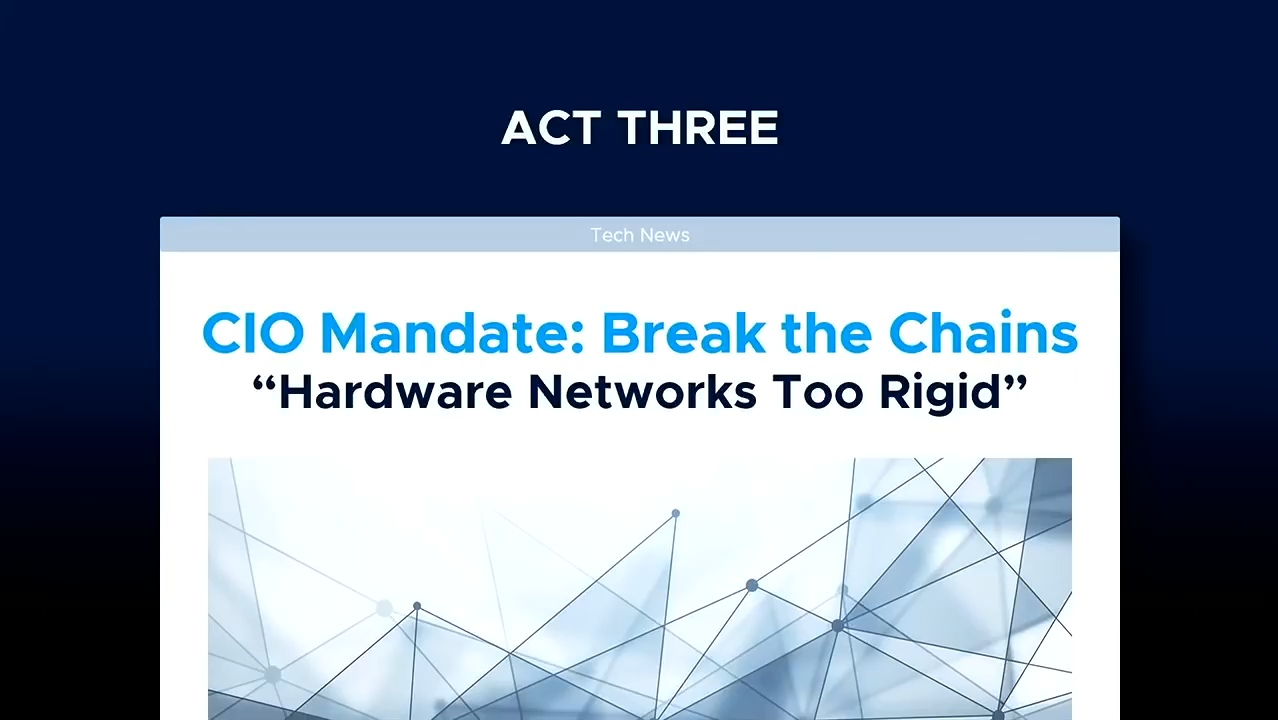 ACT THREE
Tech News
CIO Mandate: Break the Chains
“Hardware Networks Too Rigid”